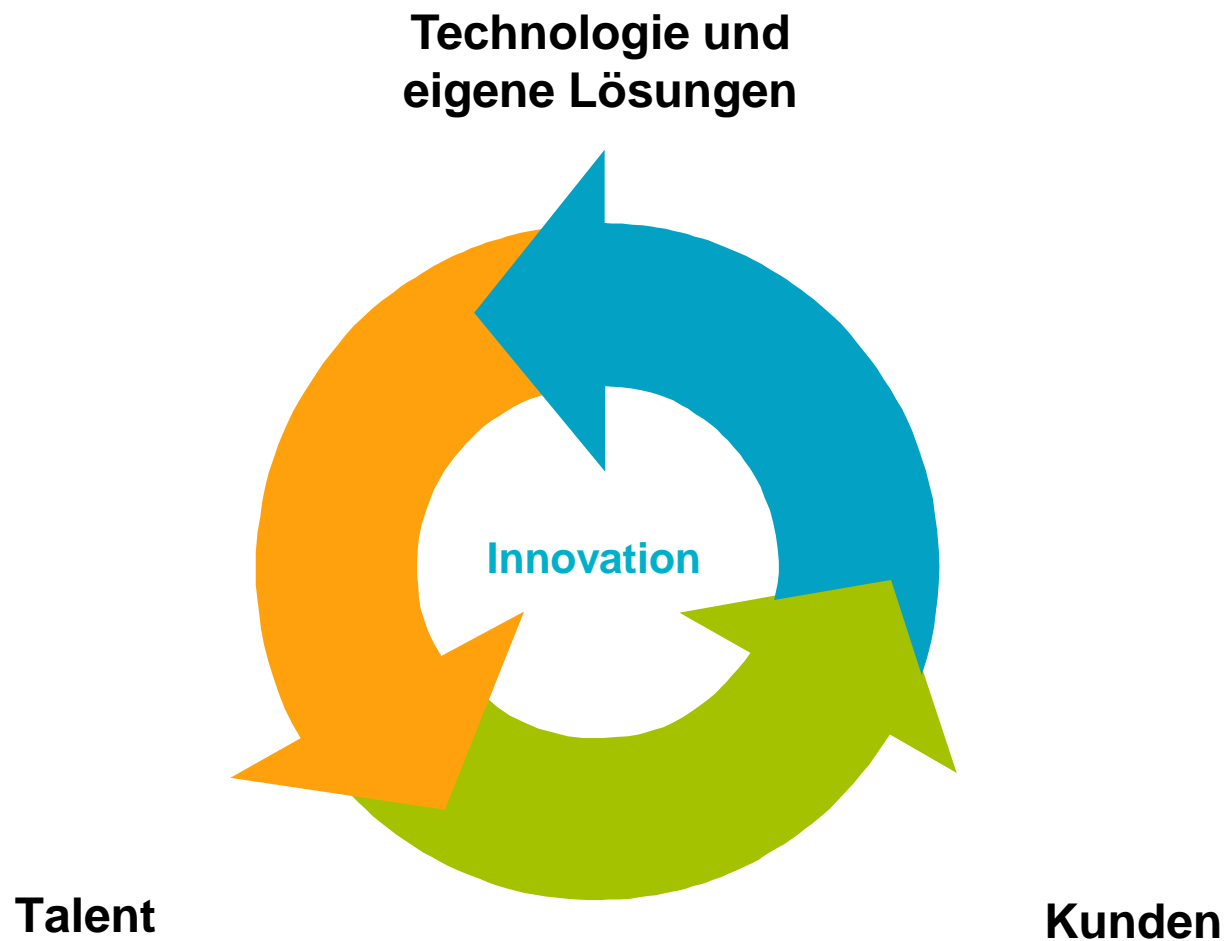 Technologie und
eigene Lösungen
Innovation
Talent
Kunden